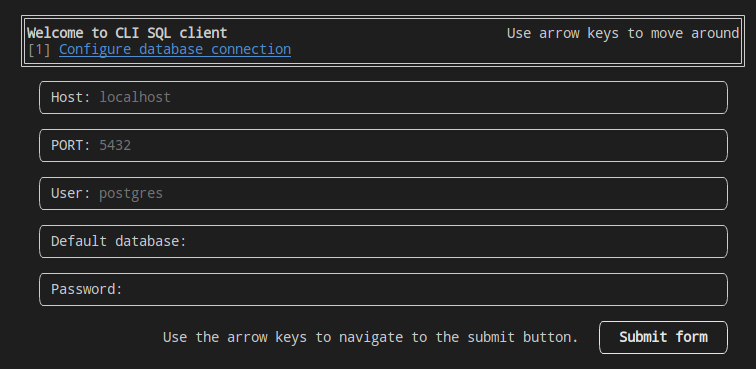 Welcome to CLI SQL client Use arrow keys to move around
[1] Configure database connection
Host: localhost
PORT: 5432
User: postgres
Default database:
Password:
Use the arrow keys to navigate to the submit button. Submit form